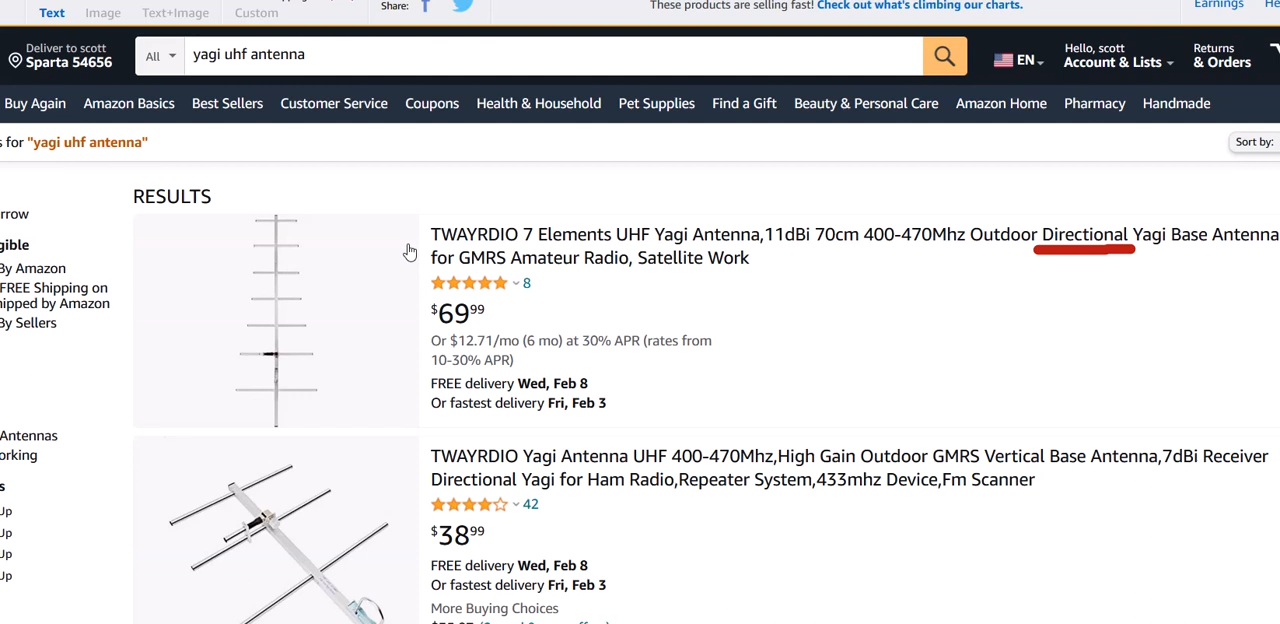 Text Image Text+Image Custom
Share:
These products are selling fast! Check out what's climbing our charts.
Earnings He
Deliver to scott
Sparta 54656
All
yagi uhf antenna
EN
Hello, scott
Account & Lists
Returns
& Orders
Buy Again Amazon Basics Best Sellers Customer Service Coupons Health & Household Pet Supplies Find a Gift Beauty & Personal Care Amazon Home Pharmacy Handmade
s for "yagi uhf antenna"
Sort by:
RESULTS
rrow
gible
By Amazon
FREE Shipping on
hipped by Amazon
By Sellers
Antennas
orking
s
Up
Up
Up
Up
TWAYRDIO 7 Elements UHF Yagi Antenna,11dBi 70cm 400-470Mhz Outdoor Directional Yagi Base Antenna
for GMRS Amateur Radio, Satellite Work
8
$69.99
Or $12.71/mo (6 mo) at 30% APR (rates from
10-30% APR)
FREE delivery Wed, Feb 8
Or fastest delivery Fri, Feb 3
TWAYRDIO Yagi Antenna UHF 400-470Mhz,High Gain Outdoor GMRS Vertical Base Antenna,7dBi Receiver
Directional Yagi for Ham Radio,Repeater System,433mhz Device,Fm Scanner
42
$38.99
FREE delivery Wed, Feb 8
Or fastest delivery Fri, Feb 3
More Buying Choices